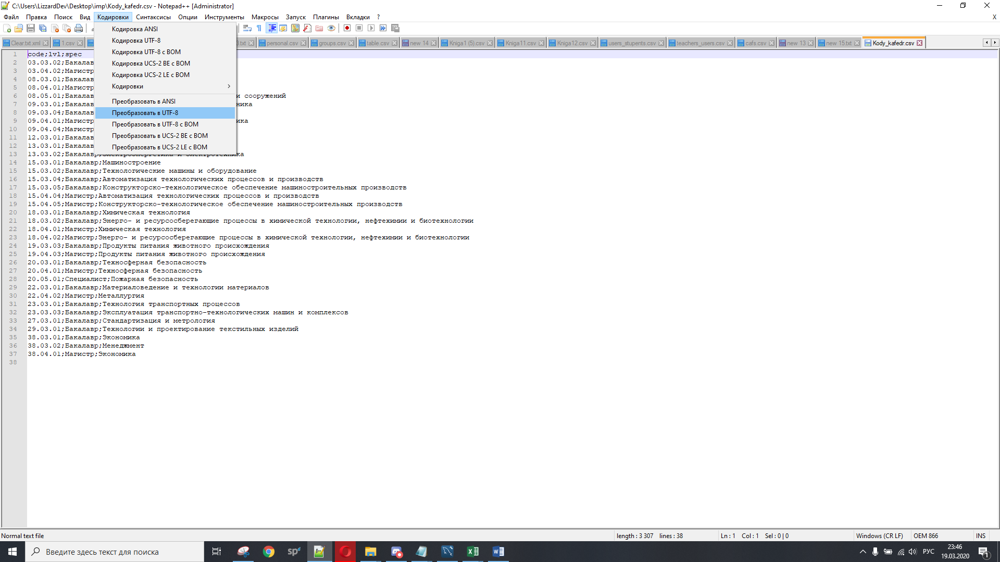 C:\Users\LizzardDev\Desktop\imp\Kody_kafedr.csv - Notepad++ [Administrator]
Файл Правка Поиск Вид Кодировки Синтаксисы Опции Инструменты Макросы Запуск Плагины Вкладки ? X
Clear.txt.xml 1.csv 3.txt personal.csv groups.csv table.csv new 14 Kniga1 (5).csv Kniga11.csv Kniga12.csv users_stupents.csv teachers_users.csv cafs.csv new 13 new 15.txt Kody_kafedr.csv
Кодировка ANSI
Кодировка UTF-8
Кодировка UTF-8 с BOM
Кодировка UCS-2 BE с BOM
Кодировка UCS-2 LE с BOM
Кодировки
Преобразовать в ANSI
Преобразовать в UTF-8
Преобразовать в UTF-8 с BOM
Преобразовать в UCS-2 BE с BOM
Преобразовать в UCS-2 LE с BOM
1 code;lvl;spec
2 03.03.02;Бакалав
3 03.04.02;Магистр
4 08.03.01;Бакалав
5 08.04.01;Магистр
6 08.05.01;Бакалав и сооружений
7 09.03.01;Бакалав ника
8 09.03.04;Бакалав
9 09.04.01;Магистр ика
10 09.04.04;Магистр
11 12.03.01;Бакалав
12 13.03.01;Бакалав
13 13.03.02;Бакалавр;Электроэнергетика и электротехника
14 15.03.01;Бакалавр;Машиностроение
15 15.03.02;Бакалавр;Технологические машины и оборудование
16 15.03.04;Бакалавр;Автоматизация технологических процессов и производств
17 15.03.05;Бакалавр;Конструкторско-технологическое обеспечение машиностроительных производств
18 15.04.04;Магистр;Автоматизация технологических процессов и производств
19 15.04.05;Магистр;Конструкторско-технологическое обеспечение машиностроительных производств
20 18.03.01;Бакалавр;Химическая технология
21 18.03.02;Бакалавр;Энерго- и ресурсосберегающие процессы в химической технологии, нефтехимии и биотехнологии
22 18.04.01;Магистр;Химическая технология
23 18.04.02;Магистр;Энерго- и ресурсосберегающие процессы в химической технологии, нефтехимии и биотехнологии
24 19.03.03;Бакалавр;Продукты питания животного происхождения
25 19.04.03;Магистр;Продукты питания животного происхождения
26 20.03.01;Бакалавр;Техносферная безопасность
27 20.04.01;Магистр;Техносферная безопасность
28 20.05.01;Специалист;Пожарная безопасность
29 22.03.01;Бакалавр;Материаловедение и технологии материалов
30 22.04.02;Магистр;Металлургия
31 23.03.01;Бакалавр;Технология транспортных процессов
32 23.03.03;Бакалавр;Эксплуатация транспортно-технологических машин и комплексов
33 27.03.01;Бакалавр;Стандартизация и метрология
34 29.03.01;Бакалавр;Технологии и проектирование текстильных изделий
35 38.03.01;Бакалавр;Экономика
36 38.03.02;Бакалавр;Менеджмент
37 38.04.01;Магистр;Экономика
38
Normal text file length : 3 307 lines : 38 Ln : 1 Col : 1 Sel : 0 | 0 Windows (CR LF) OEM 866 INS
Введите здесь текст для поиска sp РУС 23:46
19.03.2020 1